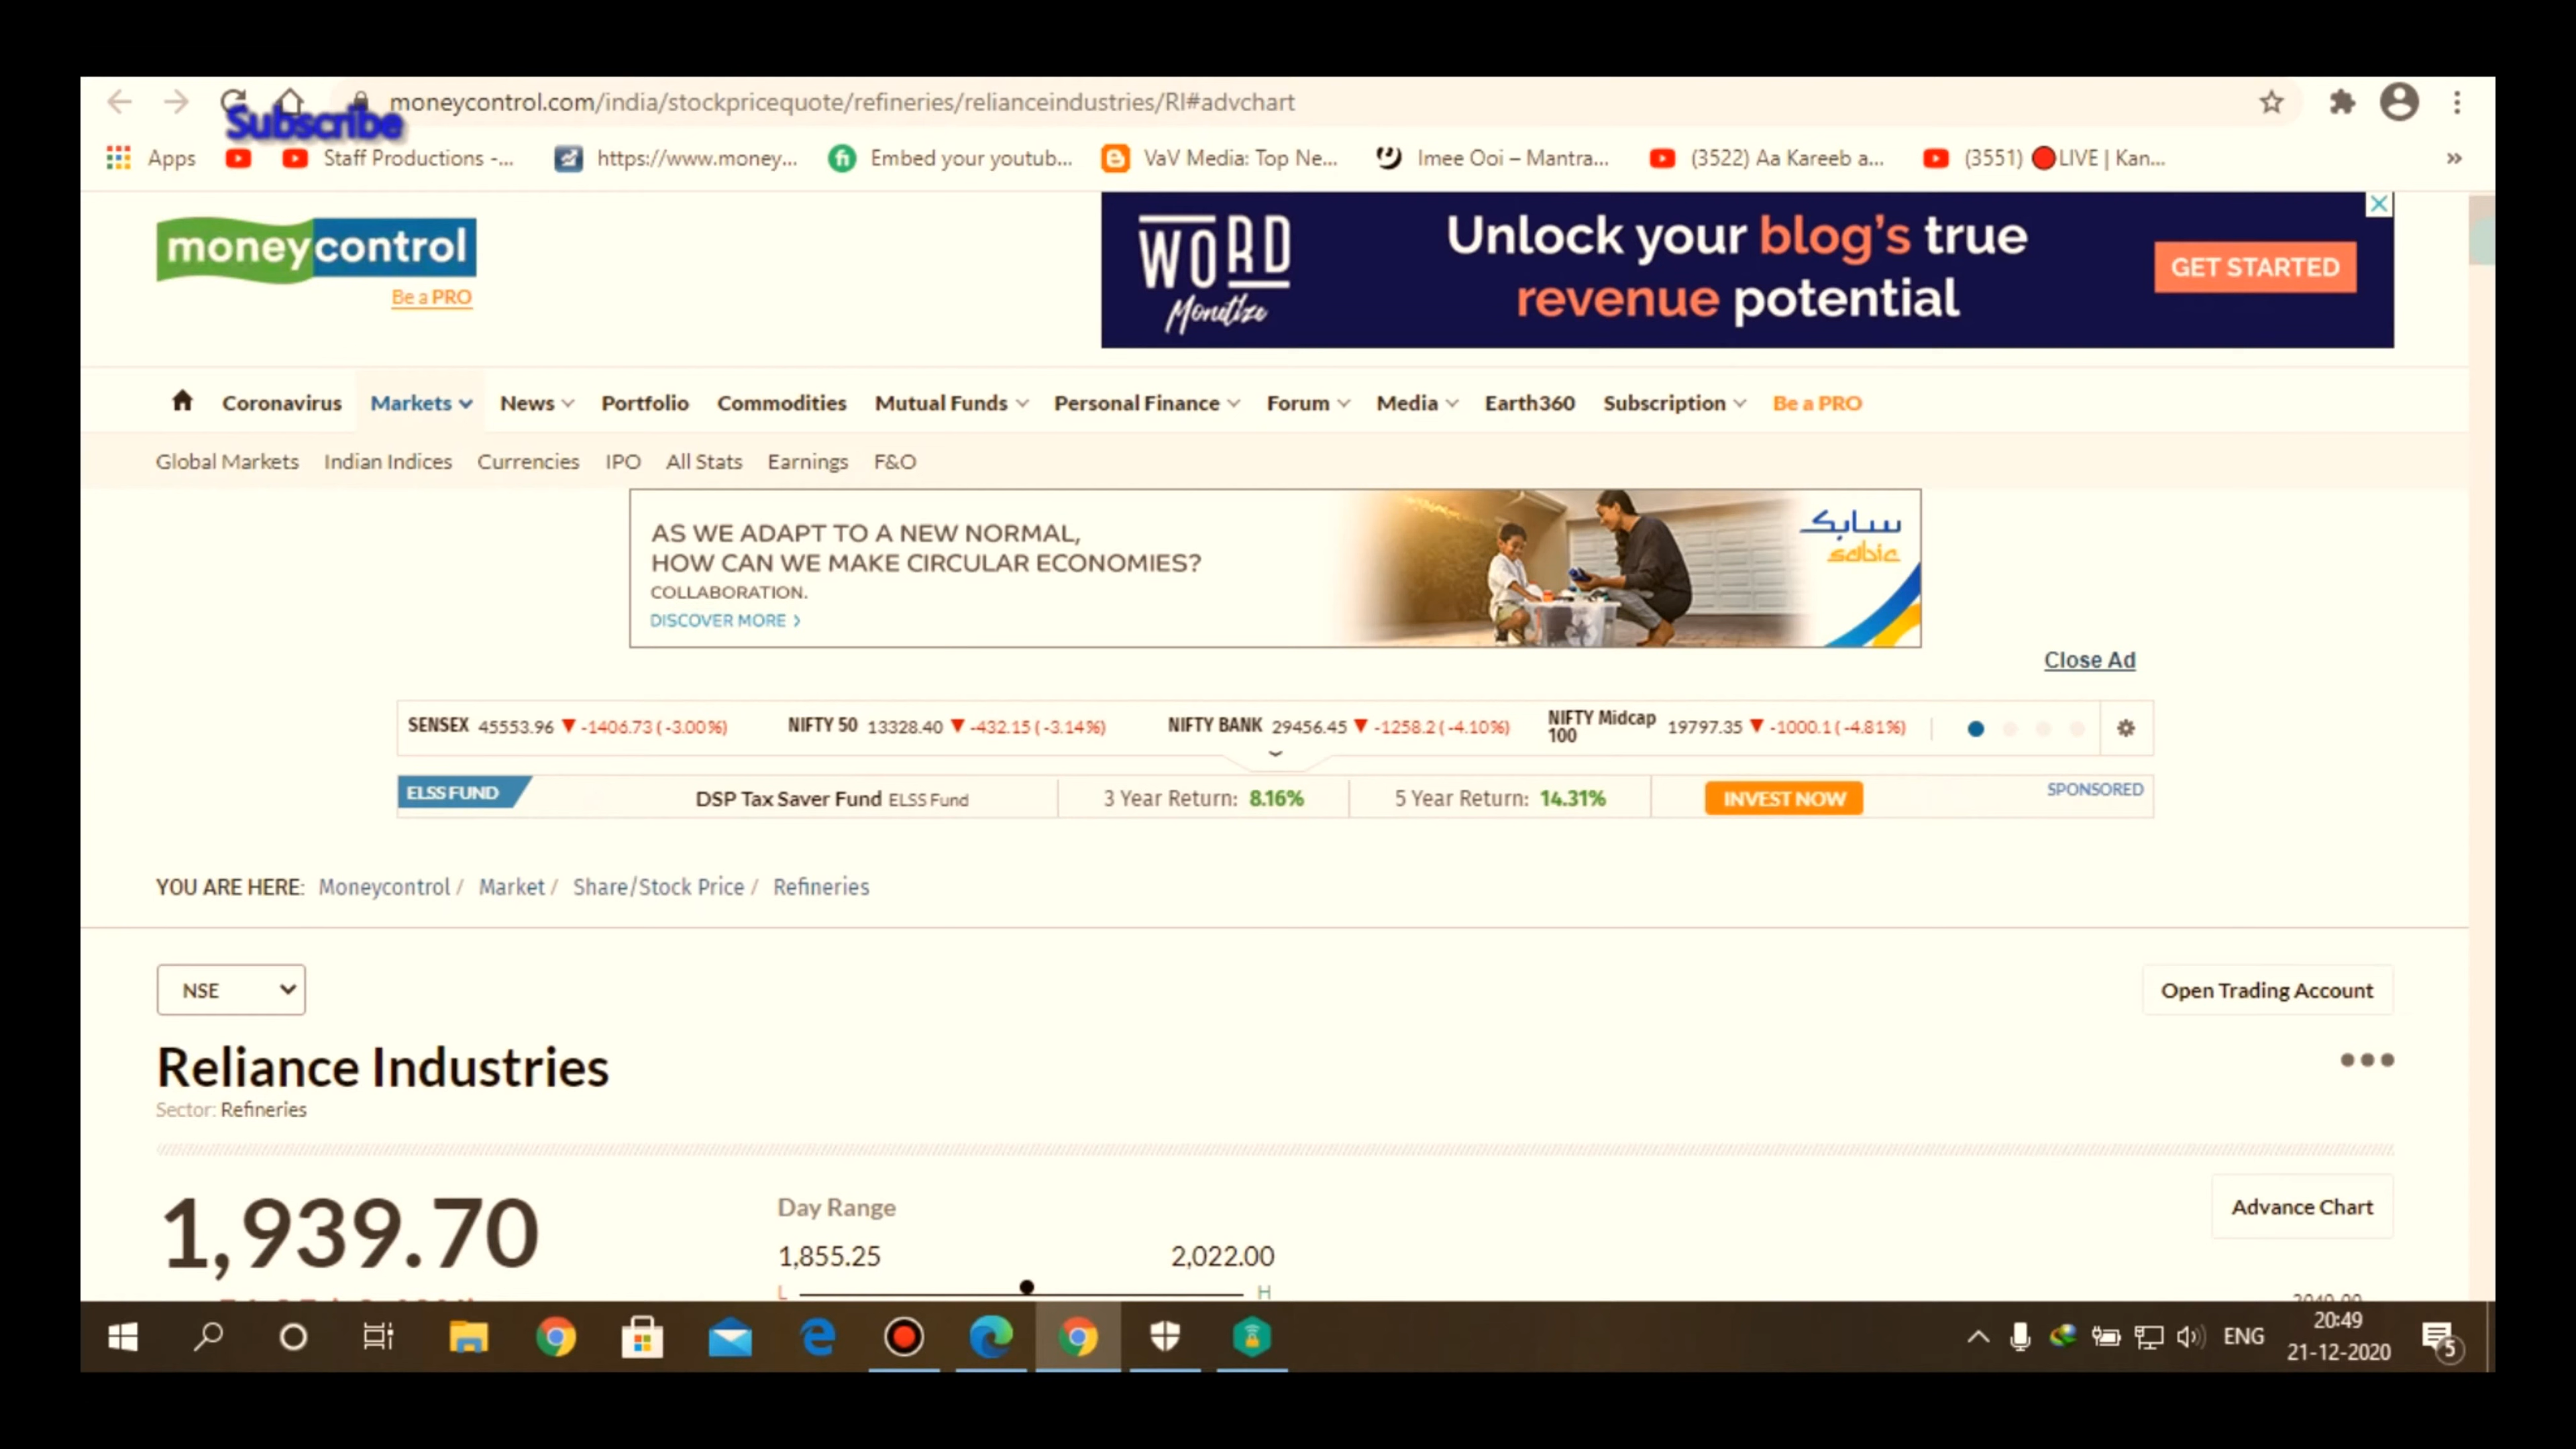 moneycontrol.com/india/stockpricequote/refineries/relianceindustries/RI#advchart
Subscribe
Apps Staff Productions -... https://www.money... Embed your youtub... VaV Media: Top Ne... Imee Ooi – Mantra... (3522) Aa Kareeb a... (3551) LIVE | Kan...
moneycontrol
Be a PRO
WORD
Monetize
Unlock your blog's true
revenue potential
GET STARTED
Coronavirus Markets News Portfolio Commodities Mutual Funds Personal Finance Forum Media Earth360 Subscription Be a PRO
Global Markets Indian Indices Currencies IPO All Stats Earnings F&O
AS WE ADAPT TO A NEW NORMAL,
HOW CAN WE MAKE CIRCULAR ECONOMIES?
COLLABORATION.
DISCOVER MORE >
سابك
sabic
Close Ad
SENSEX 45553.96 ▼ -1406.73 ( -3.00%) NIFTY 50 13328.40 ▼ -432.15 ( -3.14%) NIFTY BANK 29456.45 ▼ -1258.2 ( -4.10%) NIFTY Midcap 100 19797.35 ▼ -1000.1 ( -4.81%)
ELSS FUND DSP Tax Saver Fund ELSS Fund 3 Year Return: 8.16% 5 Year Return: 14.31% INVEST NOW SPONSORED
YOU ARE HERE: Moneycontrol / Market / Share/Stock Price / Refineries
NSE Open Trading Account
Reliance Industries
Sector: Refineries
1,939.70
Day Range
Advance Chart
1,855.25 2,022.00
L H
ENG
20:49
21-12-2020
5